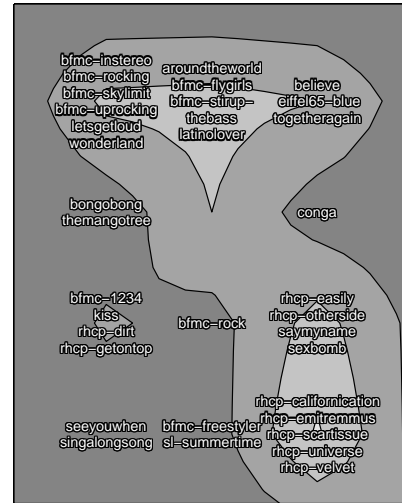 bfmc–instereo
bfmc–rocking
bfmc–skylimit
bfmc–uprocking
letsgetloud
wonderland
aroundtheworld
bfmc–flygirls
bfmc–stirup–
thebass
latinolover
believe
eiffel65–blue
togetheragain
bongobong
themangotree
conga
bfmc–1234
kiss
rhcp–dirt
rhcp–getontop
bfmc–rock
rhcp–easily
rhcp–otherside
saymyname
sexbomb
seeyouwhen
singalongsong
bfmc–freestyler
sl–summertime
rhcp–californication
rhcp–emitremmus
rhcp–scartissue
rhcp–universe
rhcp–velvet